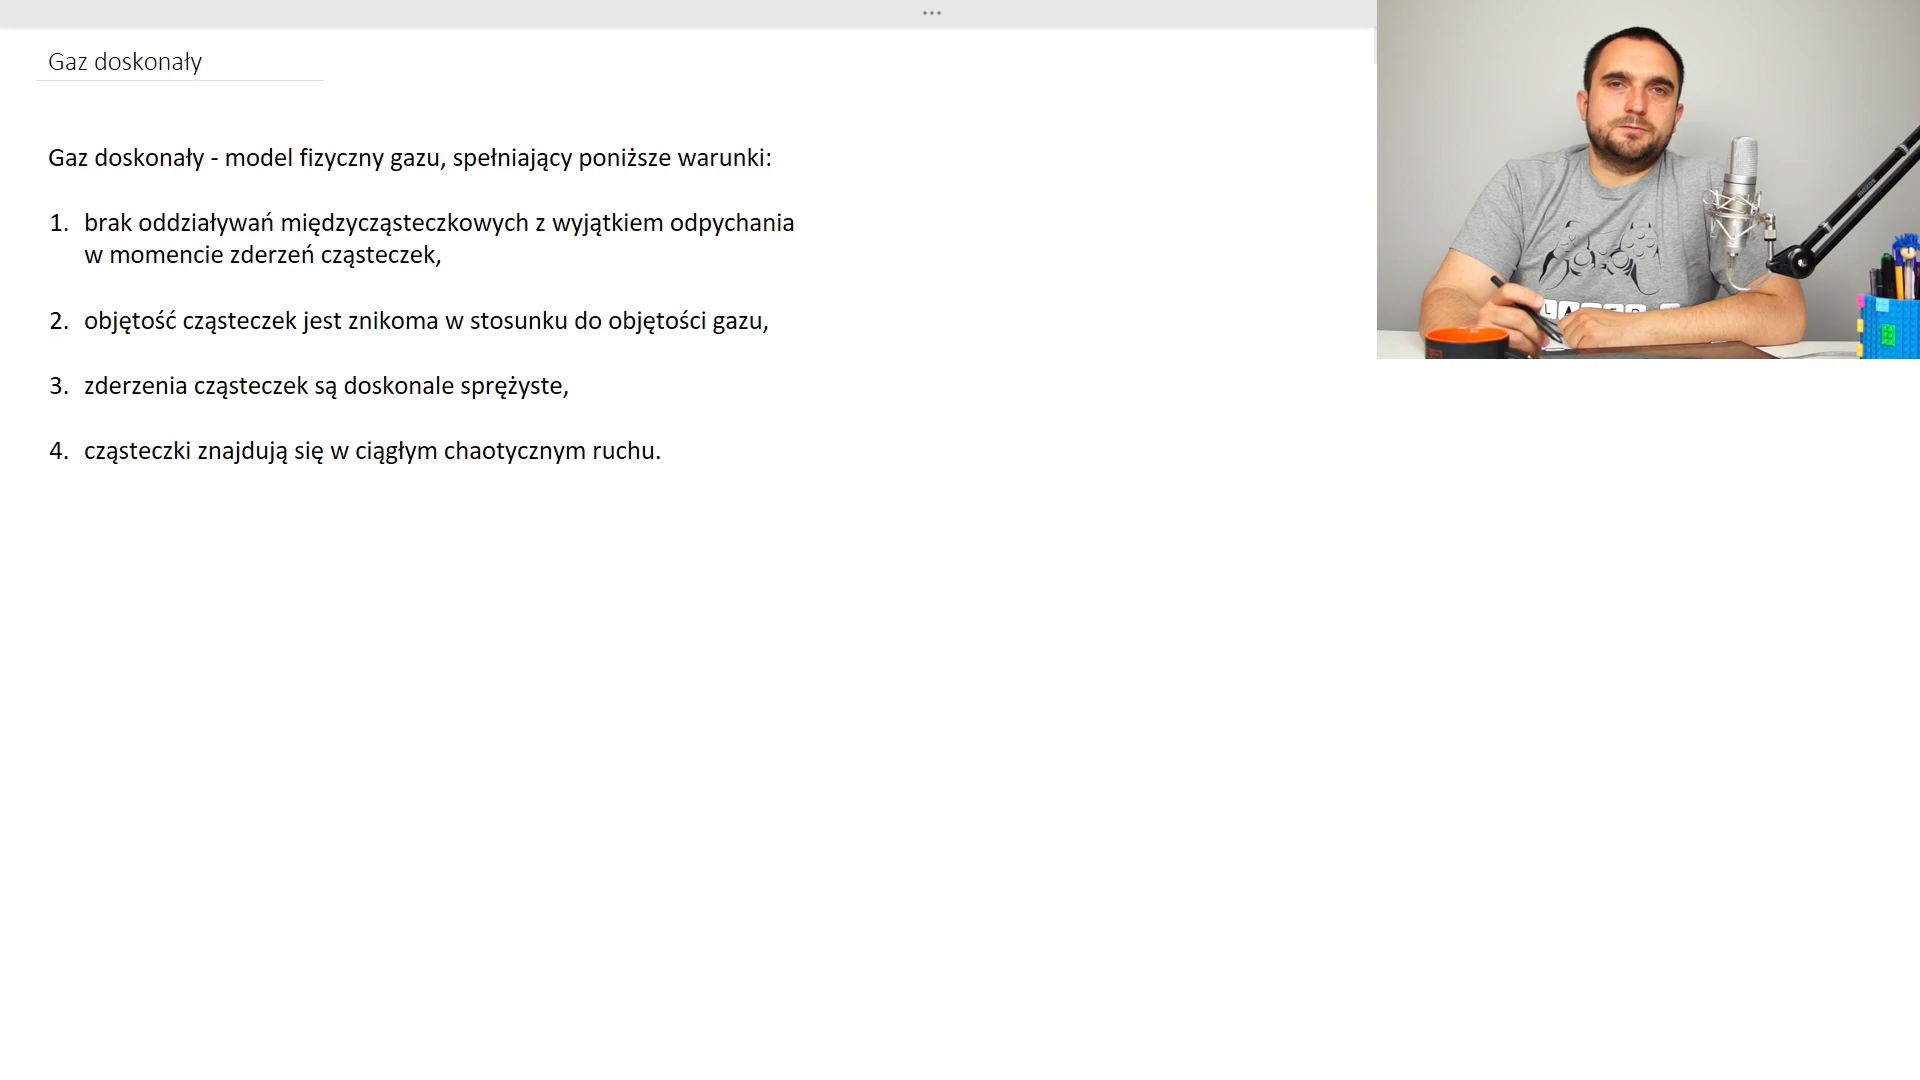 Gaz doskonały
Gaz doskonały - model fizyczny gazu, spełniający poniższe warunki:
1. brak oddziaływań międzycząsteczkowych z wyjątkiem odpychania
w momencie zderzeń cząsteczek,
2. objętość cząsteczek jest znikoma w stosunku do objętości gazu,
3. zderzenia cząsteczek są doskonale sprężyste,
4. cząsteczki znajdują się w ciągłym chaotycznym ruchu.